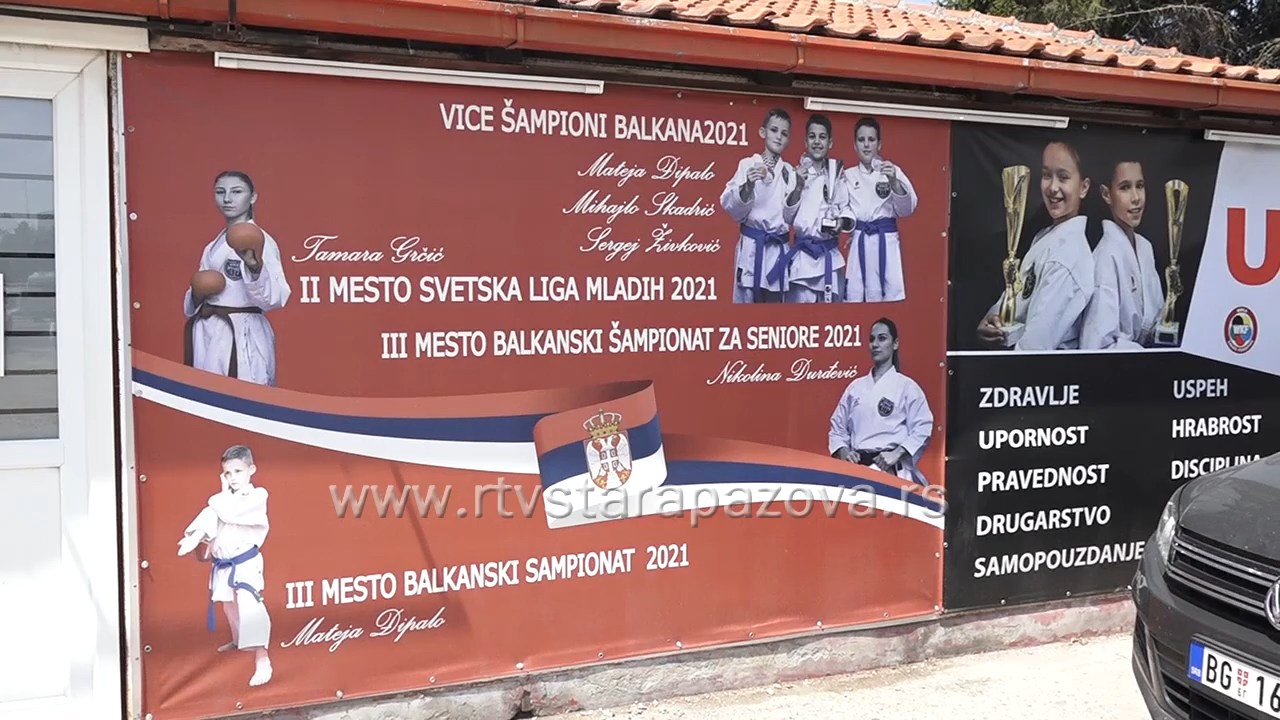 VICE ŠAMPIONI BALKANA2021
Mateja Dipalo
Mihajlo Skadrić
Sergej Živković
Tamara Grčić
II MESTO SVETSKA LIGA MLADIH 2021
III MESTO BALKANSKI ŠAMPIONAT ZA SENIORE 2021
Nikolina Đurđević
www.rtvstarapazova.rs
III MESTO BALKANSKI SAMPIONAT 2021
Mateja Dipalo
U
WKF
ZDRAVLJE
UPORNOST
PRAVEDNOST
DRUGARSTVO
SAMOPOUZDANJE
USPEH
HRABROST
DISCIPLINA
BG 16